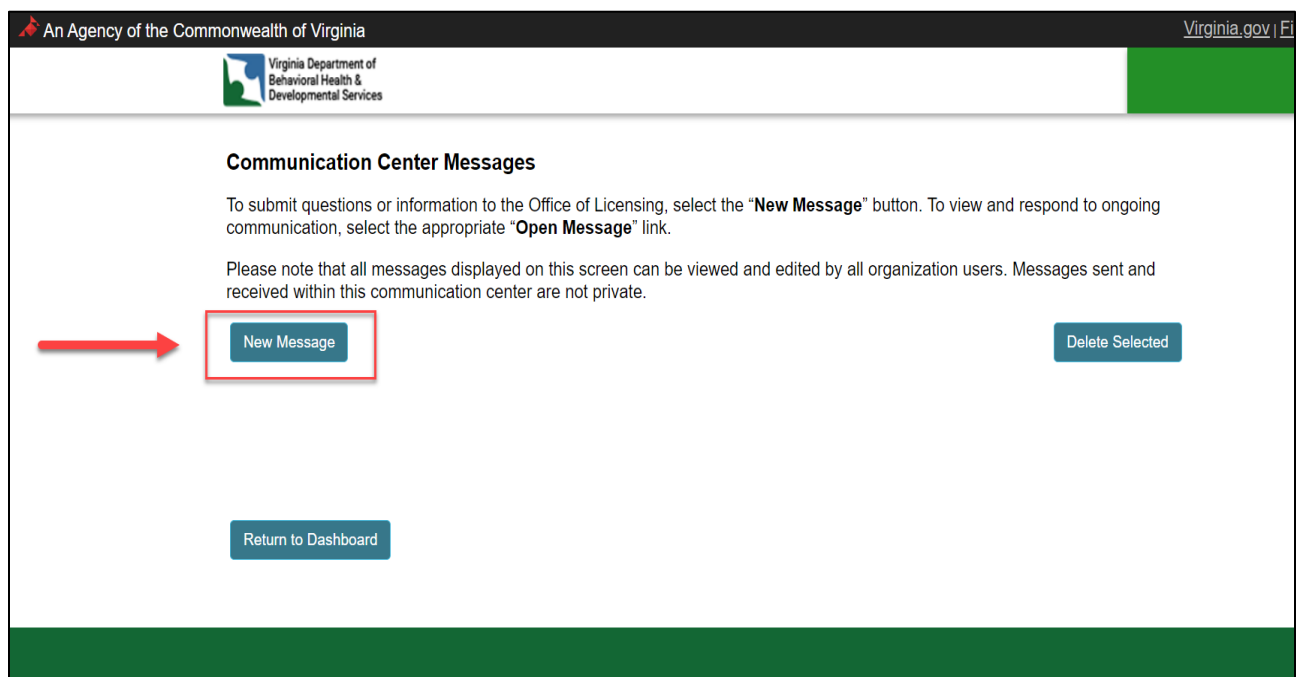 An Agency of the Commonwealth of Virginia
Virginia.gov | Fi
Virginia Department of
Behavioral Health &
Developmental Services
Communication Center Messages
To submit questions or information to the Office of Licensing, select the “New Message” button. To view and respond to ongoing
communication, select the appropriate “Open Message” link.
Please note that all messages displayed on this screen can be viewed and edited by all organization users. Messages sent and
received within this communication center are not private.
New Message
Delete Selected
Return to Dashboard